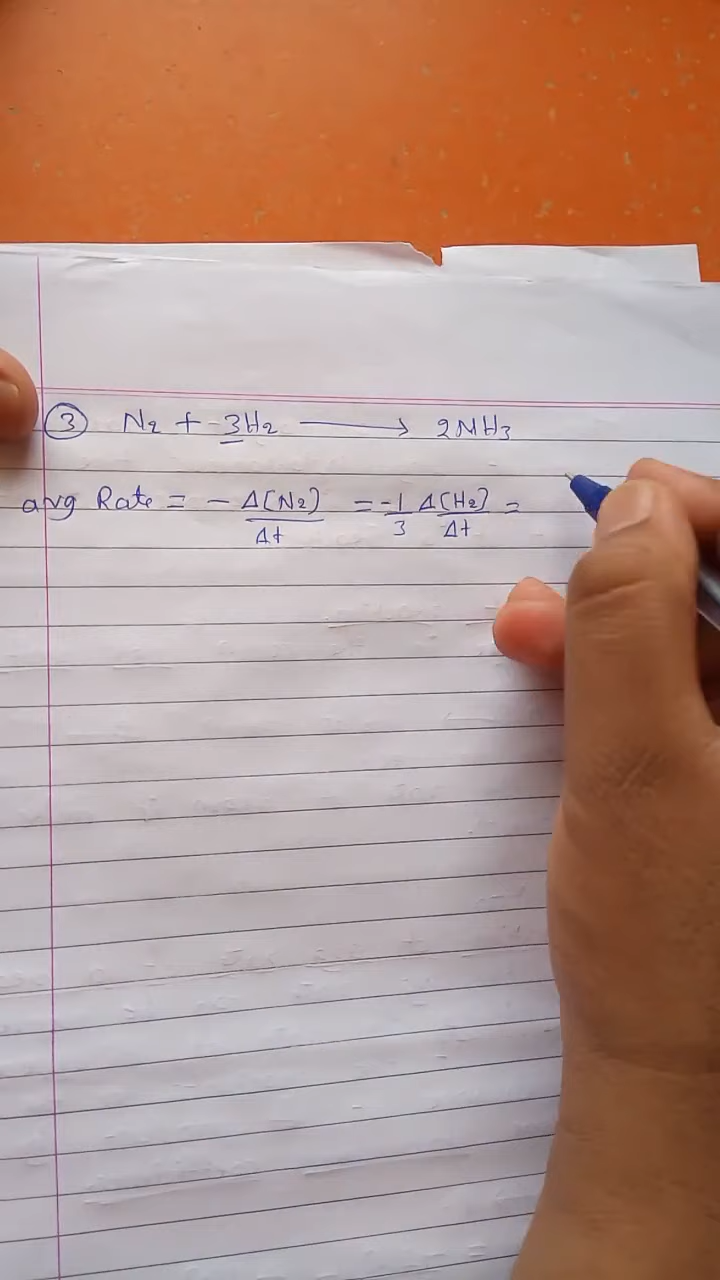 ③ N₂ + 3H₂ ⟶ 2NH₃
avg Rate = - Δ[N₂]/Δt = -1/3 Δ[H₂]/Δt =